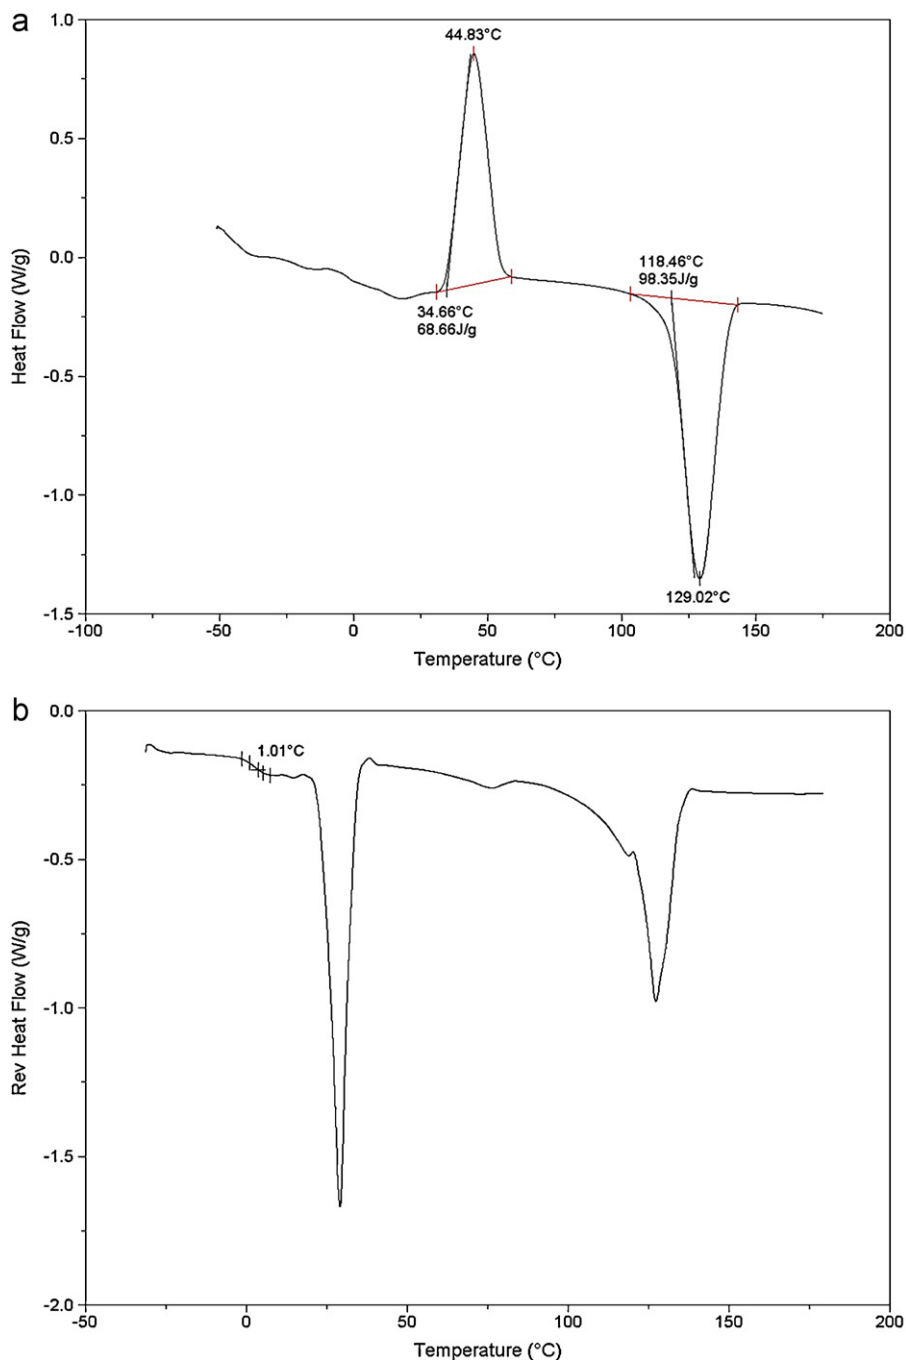 a
1.0
44.83°C
0.5
0.0
118.46°C
98.35J/g
34.66°C
68.66J/g
-0.5
-1.0
129.02°C
-1.5
-100
-50
0
50
100
150
200
Heat Flow (W/g)
Temperature (°C)
b
0.0
1.01°C
-0.5
-1.0
-1.5
-2.0
-50
0
50
100
150
200
Rev Heat Flow (W/g)
Temperature (°C)